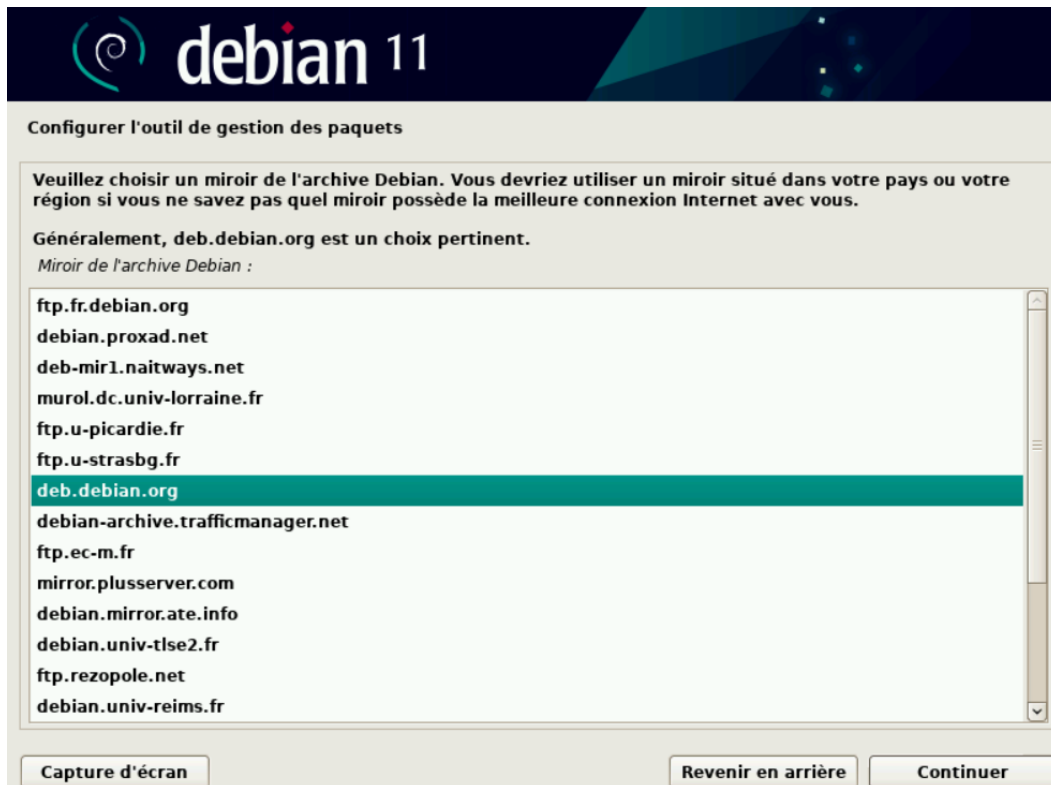 debian 11
Configurer l'outil de gestion des paquets
Veuillez choisir un miroir de l'archive Debian. Vous devriez utiliser un miroir situé dans votre pays ou votre
région si vous ne savez pas quel miroir possède la meilleure connexion Internet avec vous.
Généralement, deb.debian.org est un choix pertinent.
Miroir de l'archive Debian :
ftp.fr.debian.org
debian.proxad.net
deb-mir1.naitways.net
murol.dc.univ-lorraine.fr
ftp.u-picardie.fr
ftp.u-strasbg.fr
deb.debian.org
debian-archive.trafficmanager.net
ftp.ec-m.fr
mirror.plusserver.com
debian.mirror.ate.info
debian.univ-tlse2.fr
ftp.rezopole.net
debian.univ-reims.fr
Capture d'écran Revenir en arrière Continuer